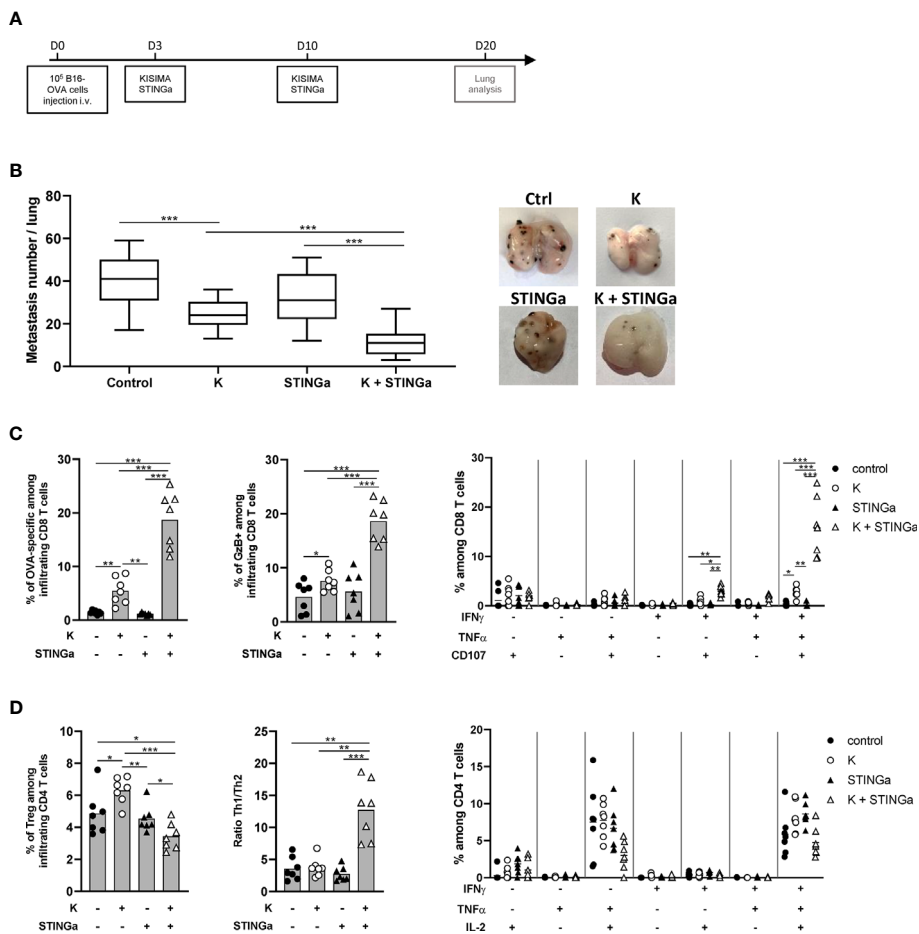 A
D0 D3 D10 D20
10⁵ B16-
OVA cells
injection i.v.
KISIMA
STINGa
KISIMA
STINGa
Lung
analysis
B
Metastasis number / lung
80
60
40
20
0
*** *** ***
Control K STINGa K + STINGa
Ctrl K
STINGa K + STINGa
C
% of OVA-specific among
infiltrating CD8 T cells
30
20
10
0
***
***
***
** **
K - + - +
STINGa - - + +
% of GzB+ among
infiltrating CD8 T cells
30
20
10
0
***
***
***
*
K - + - +
STINGa - - + +
% among CD8 T cells
30
20
10
0
**
*
**
***
***
***
* **
IFNγ - - - + + + +
TNFα - + + - - + +
CD107 + - + - + - +
control
K
STINGa
K + STINGa
D
% of Treg among
infiltrating CD4 T cells
10
8
6
4
2
0
*
***
* **
*
K - + - +
STINGa - - + +
Ratio Th1/Th2
25
20
15
10
5
0
**
**
***
K - + - +
STINGa - - + +
% among CD4 T cells
20
15
10
5
0
IFNγ - - - + + + +
TNFα - + + - - + +
IL-2 + - + - + - +
control
K
STINGa
K + STINGa